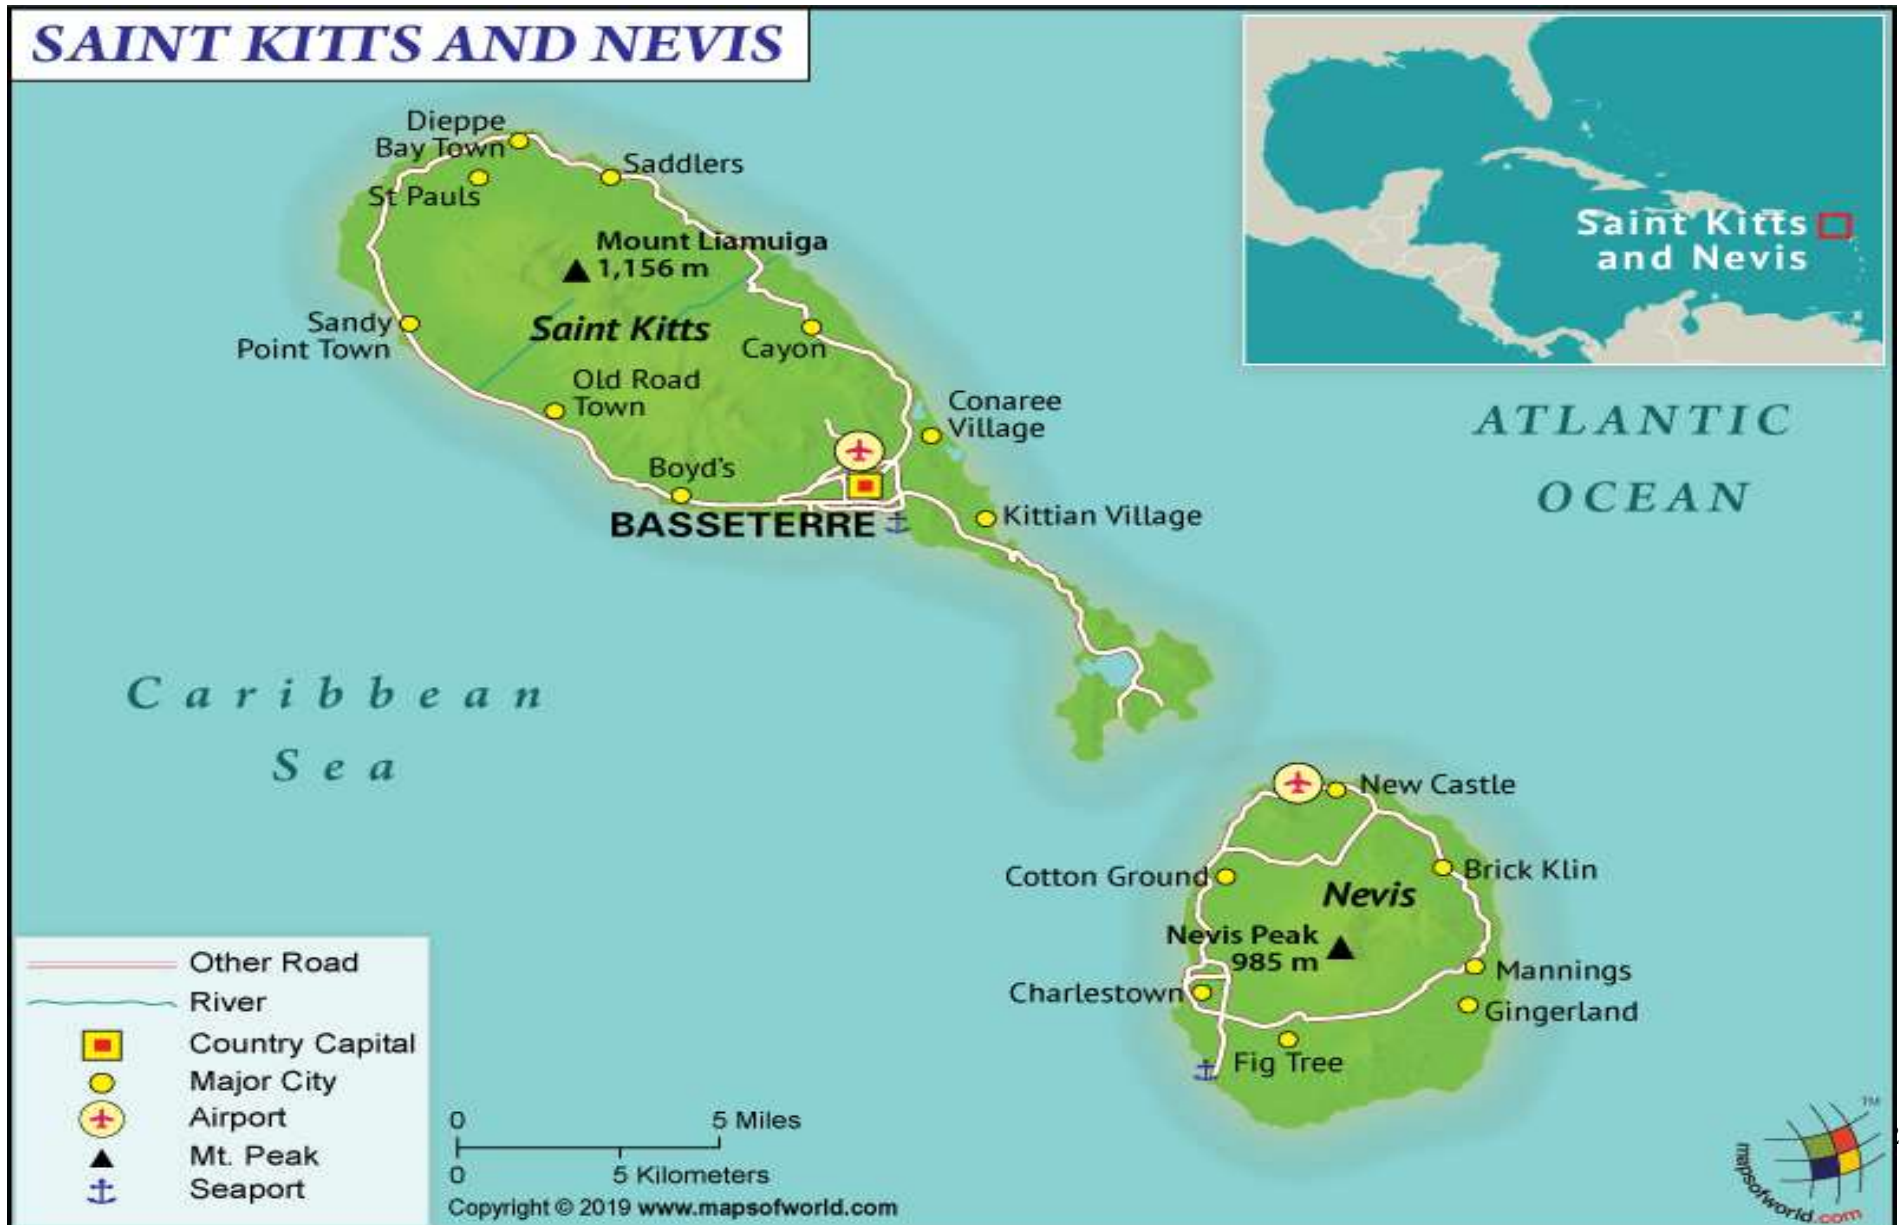 SAINT KITTS AND NEVIS
Dieppe
Bay Town
St Pauls
Saddlers
Mount Liamuiga
1,156 m
Sandy
Point Town
Saint Kitts
Cayon
Old Road
Town
Conaree
Village
Boyd's
BASSETERRE
Kittian Village
Saint Kitts
and Nevis
ATLANTIC
OCEAN
Caribbean
Sea
New Castle
Cotton Ground
Brick Klin
Nevis
Nevis Peak
985 m
Mannings
Charlestown
Gingerland
Fig Tree
Other Road
River
Country Capital
Major City
Airport
Mt. Peak
Seaport
0 5 Miles
0 5 Kilometers
Copyright © 2019 www.mapsofworld.com
TM
mapsofworld.com